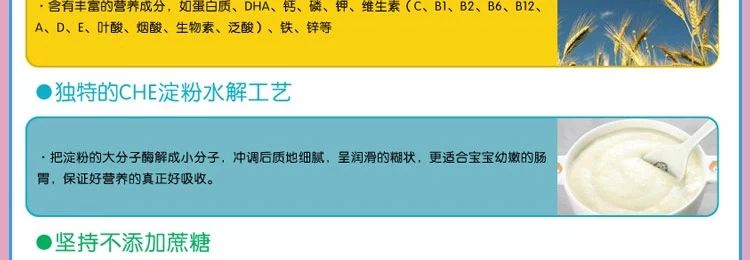 ·含有丰富的营养成分，如蛋白质、DHA、钙、磷、钾、维生素（C、B1、B2、B6、B12、
A、D、E、叶酸、烟酸、生物素、泛酸）、铁、锌等
●独特的CHE淀粉水解工艺
·把淀粉的大分子酶解成小分子，冲调后质地细腻，呈润滑的糊状，更适合宝宝幼嫩的肠
胃，保证好营养的真正好吸收。
●坚持不添加蔗糖